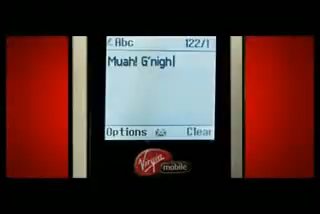 Abc 122/1
Muah! G'nigh
Options Clear
Virgin
mobile